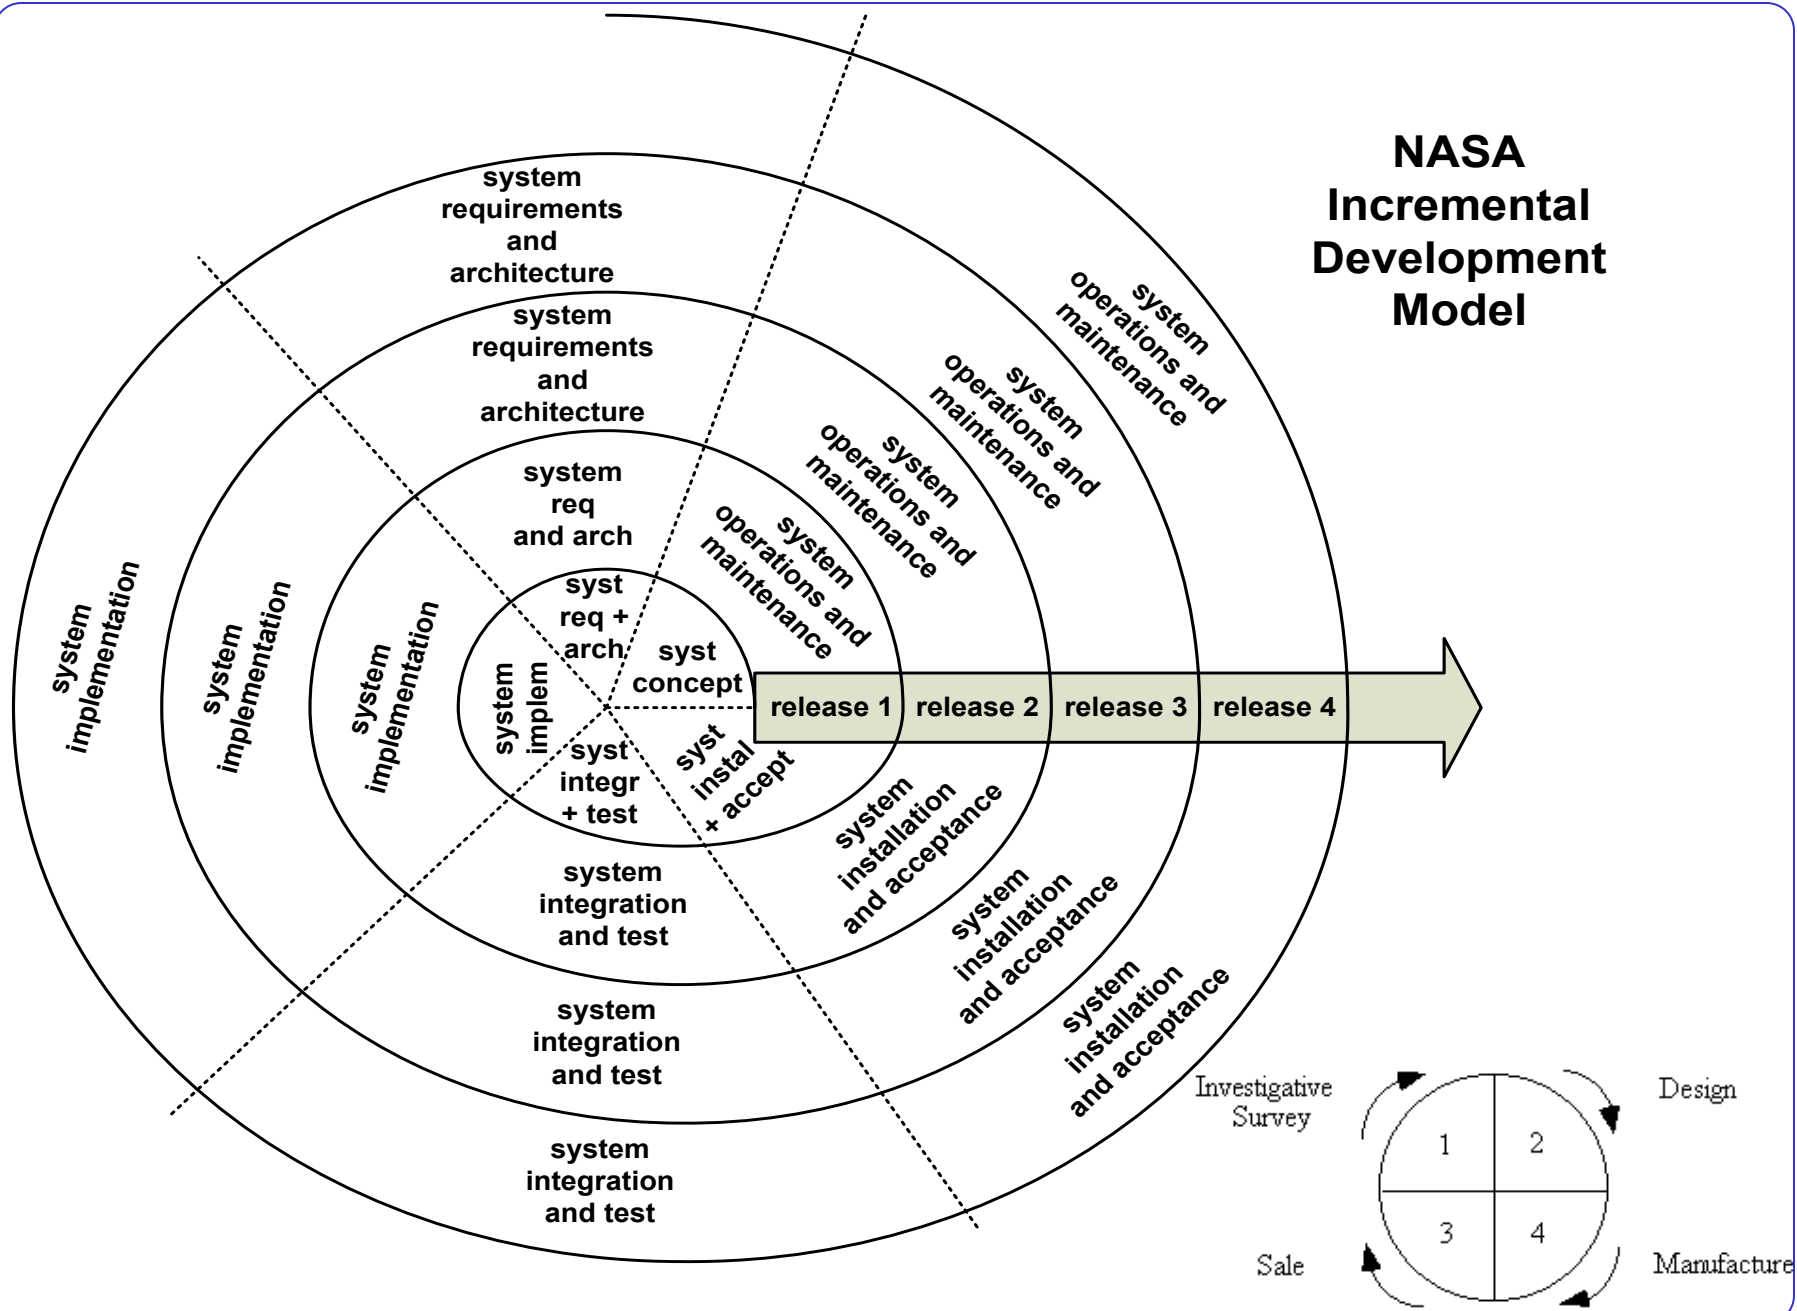 NASA
Incremental
Development
Model
system
requirements
and
architecture
system
requirements
and
architecture
system
req
and arch
syst
req +
arch
syst
concept
system
operations and
maintenance
system
operations and
maintenance
system
operations and
maintenance
system
operations and
maintenance
system
implementation
system
implementation
system
implementation
system
implem
release 1
release 2
release 3
release 4
syst
integr
+ test
syst
instal
+ accept
system
integration
and test
system
integration
and test
system
integration
and test
system
installation
and acceptance
system
installation
and acceptance
system
installation
and acceptance
Investigative
Survey
Design
1
2
3
4
Sale
Manufacture